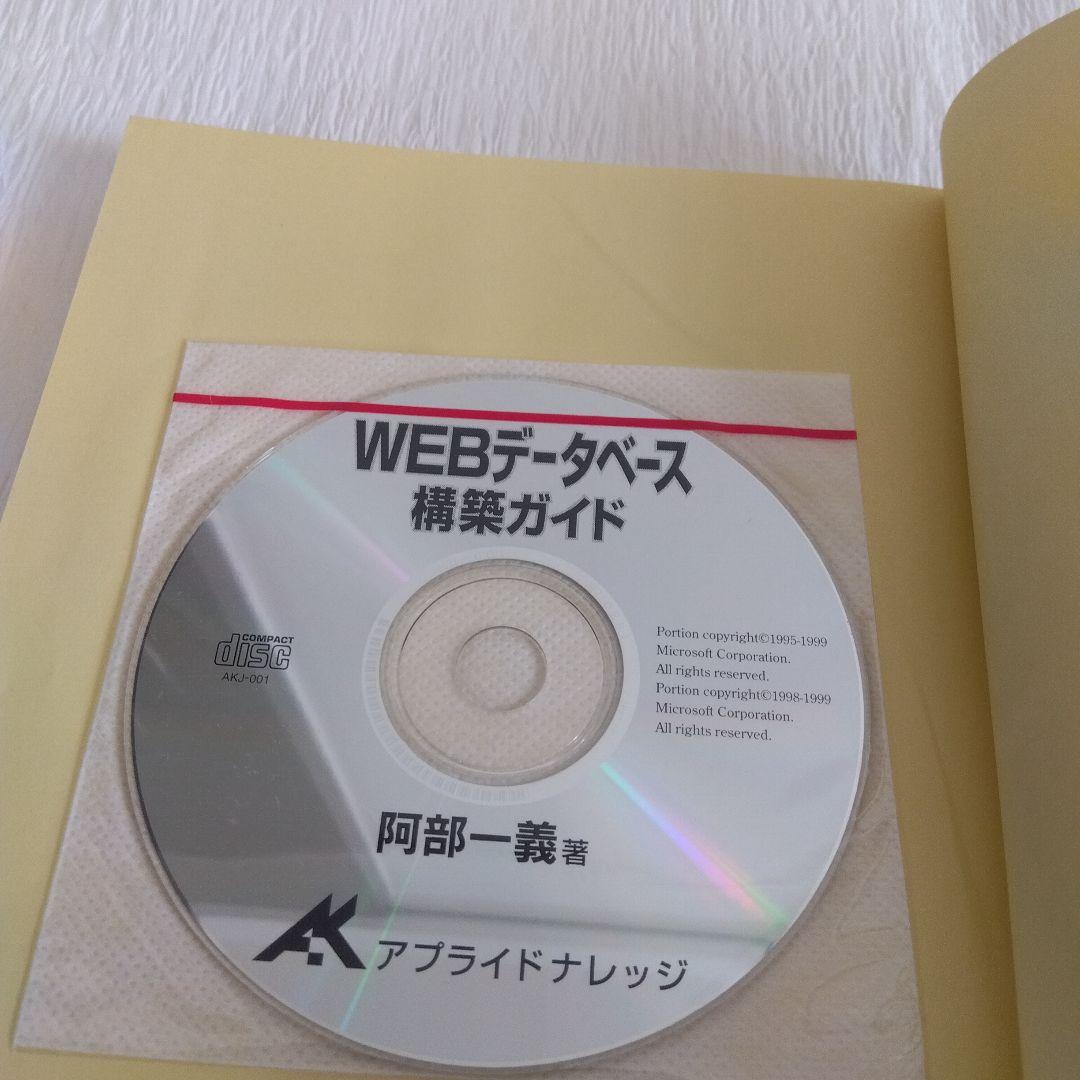 WEBデータベース
構築ガイド
COMPACT
disc
AKJ-001
Portion copyright©1995-1999
Microsoft Corporation.
All rights reserved.
Portion copyright©1998-1999
Microsoft Corporation.
All rights reserved.
阿部一義著
AK アプライドナレッジ